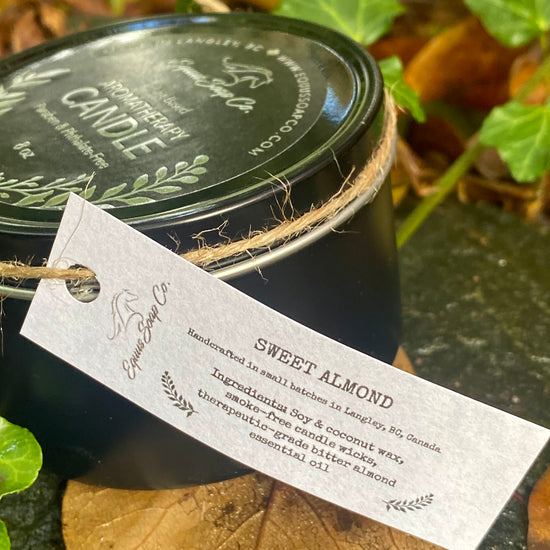 LANGLEY, BC • WWW.EQUUSSOAPCO.COM
Equus Soap Co.
AROMATHERAPY
CANDLE
Paraben & Phthalate-Free
8 oz
Equus Soap Co.
SWEET ALMOND
Handcrafted in small batches in Langley, BC, Canada
Ingredients: Soy & coconut wax,
smoke-free candle wicks,
therapeutic-grade bitter almond
essential oil